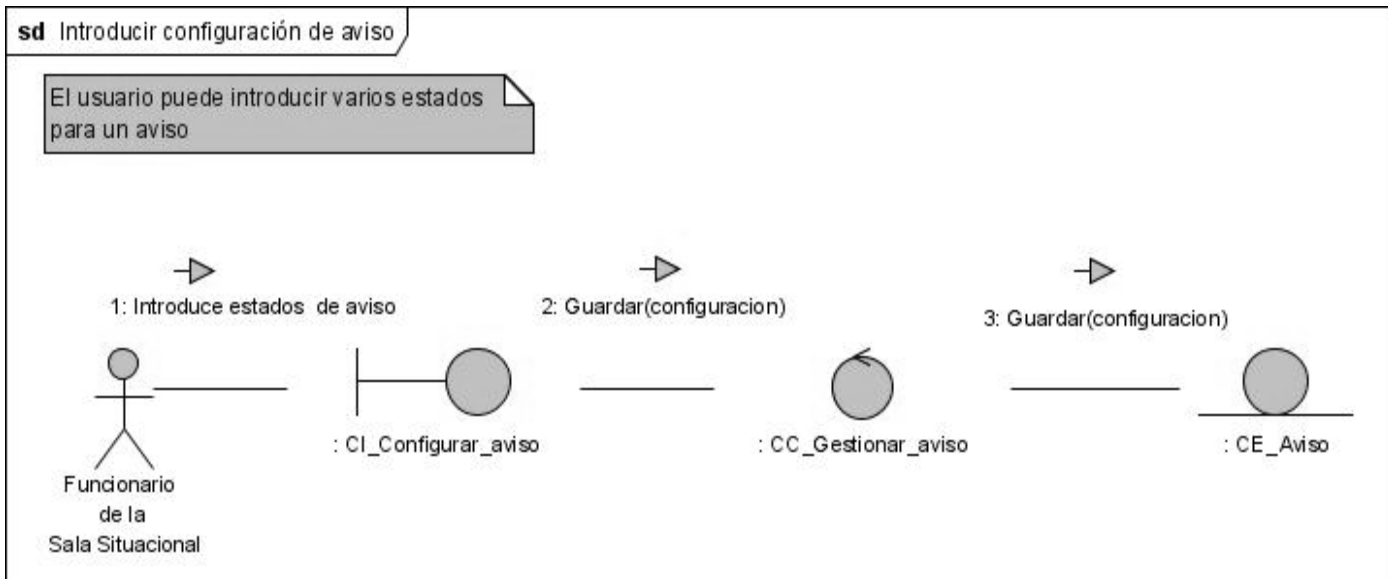 sd Introducir configuración de aviso
El usuario puede introducir varios estados
para un aviso
1: Introduce estados de aviso
2: Guardar(configuracion)
3: Guardar(configuracion)
: CI_Configurar_aviso
: CC_Gestionar_aviso
: CE_Aviso
Funcionario
de la
Sala Situacional